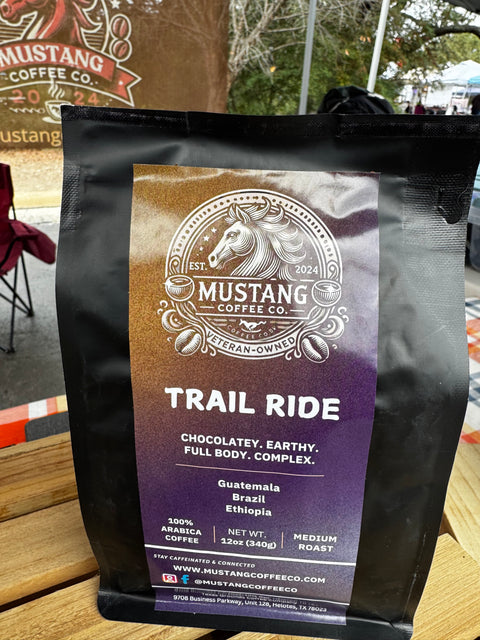 MUSTANG
COFFEE CO.
2024
ustang
EST.
2024
MUSTANG
COFFEE CO.
VETERAN-OWNED
TRAIL RIDE
CHOCOLATEY. EARTHY.
FULL BODY. COMPLEX.
Guatemala
Brazil
Ethiopia
100%
ARABICA
COFFEE
NET WT.
12oz (340g)
MEDIUM
ROAST
STAY CAFFEINATED & CONNECTED
WWW.MUSTANGCOFFEECO.COM
@MUSTANGCOFFEECO
9708 Business Parkway, Unit 128, Helotes, TX 78023